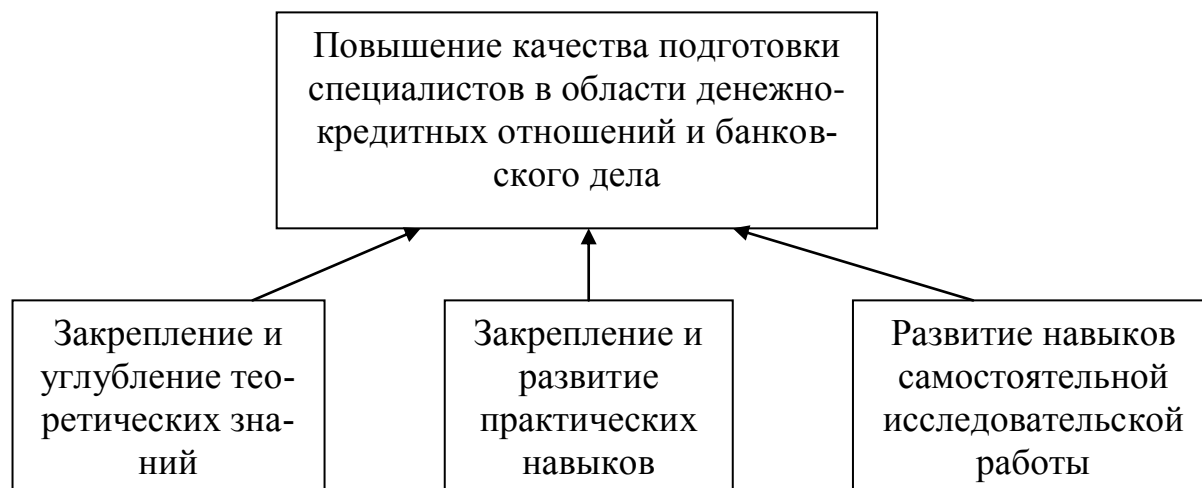 Повышение качества подготовки
специалистов в области денежно-
кредитных отношений и банков-
ского дела
Закрепление и
углубление тео-
ретических зна-
ний
Закрепление и
развитие
практических
навыков
Развитие навыков
самостоятельной
исследовательской
работы